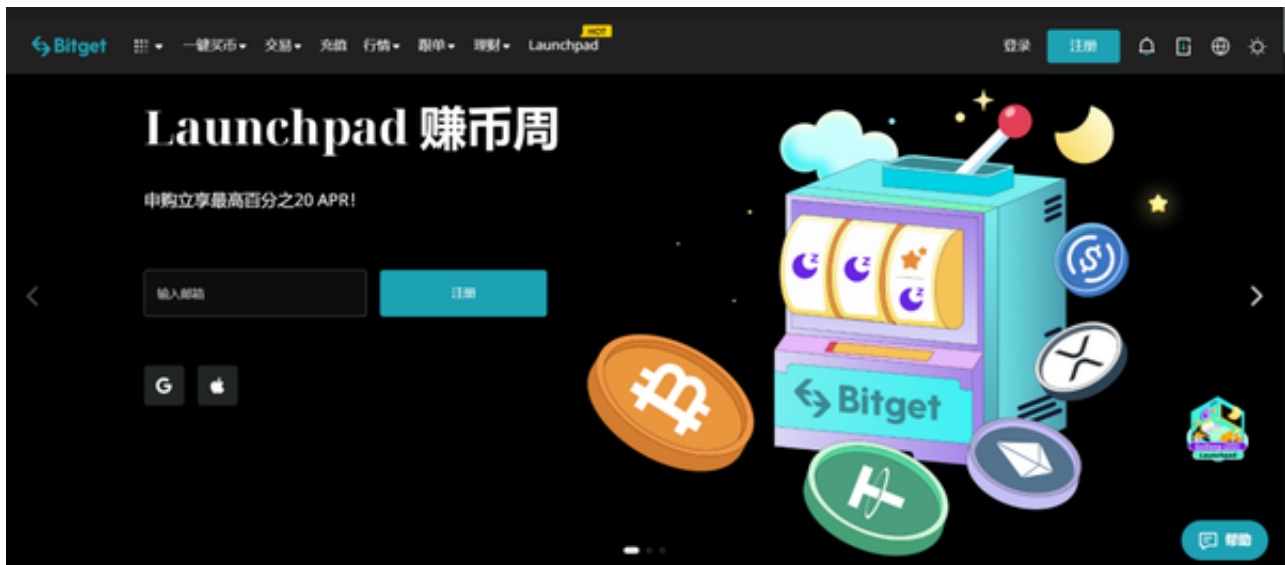 HOT
Bitget 一键买币 交易 充值 行情 跟单 理财 Launchpad 登录 注册
Launchpad 赚币周
申购立享最高百分之20 APR!
输入邮箱 注册
G
Bitget
Launchpad
帮助